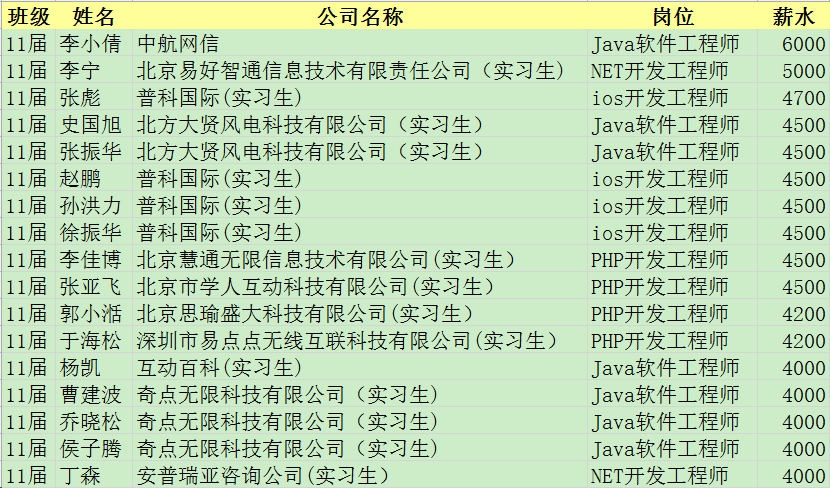 班级 姓名 公司名称 岗位 薪水
11届 李小倩 中航网信 Java软件工程师 6000
11届 李宁 北京易好智通信息技术有限责任公司（实习生) NET开发工程师 5000
11届 张彪 普科国际(实习生) ios开发工程师 4700
11届 史国旭 北方大贤风电科技有限公司（实习生） Java软件工程师 4500
11届 张振华 北方大贤风电科技有限公司（实习生） Java软件工程师 4500
11届 赵鹏 普科国际(实习生) ios开发工程师 4500
11届 孙洪力 普科国际(实习生) ios开发工程师 4500
11届 徐振华 普科国际(实习生) ios开发工程师 4500
11届 李佳博 北京慧通无限信息技术有限公司(实习生） PHP开发工程师 4500
11届 张亚飞 北京市学人互动科技有限公司(实习生） PHP开发工程师 4500
11届 郭小湉 北京思瑜盛大科技有限公司(实习生） PHP开发工程师 4200
11届 于海松 深圳市易点点无线互联科技有限公司(实习生） PHP开发工程师 4200
11届 杨凯 互动百科(实习生) Java软件工程师 4000
11届 曹建波 奇点无限科技有限公司（实习生) Java软件工程师 4000
11届 乔晓松 奇点无限科技有限公司（实习生) Java软件工程师 4000
11届 侯子腾 奇点无限科技有限公司（实习生) Java软件工程师 4000
11届 丁森 安普瑞亚咨询公司(实习生） NET开发工程师 4000